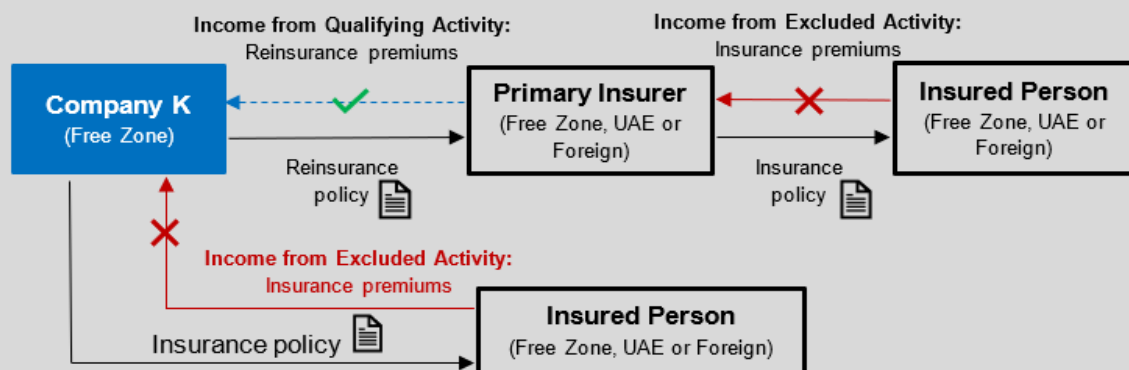 Income from Qualifying Activity:
Reinsurance premiums
Income from Excluded Activity:
Insurance premiums
Company K
(Free Zone)
Primary Insurer
(Free Zone, UAE or
Foreign)
Insured Person
(Free Zone, UAE or
Foreign)
Reinsurance
policy
Insurance
policy
Income from Excluded Activity:
Insurance premiums
Insurance policy
Insured Person
(Free Zone, UAE or Foreign)